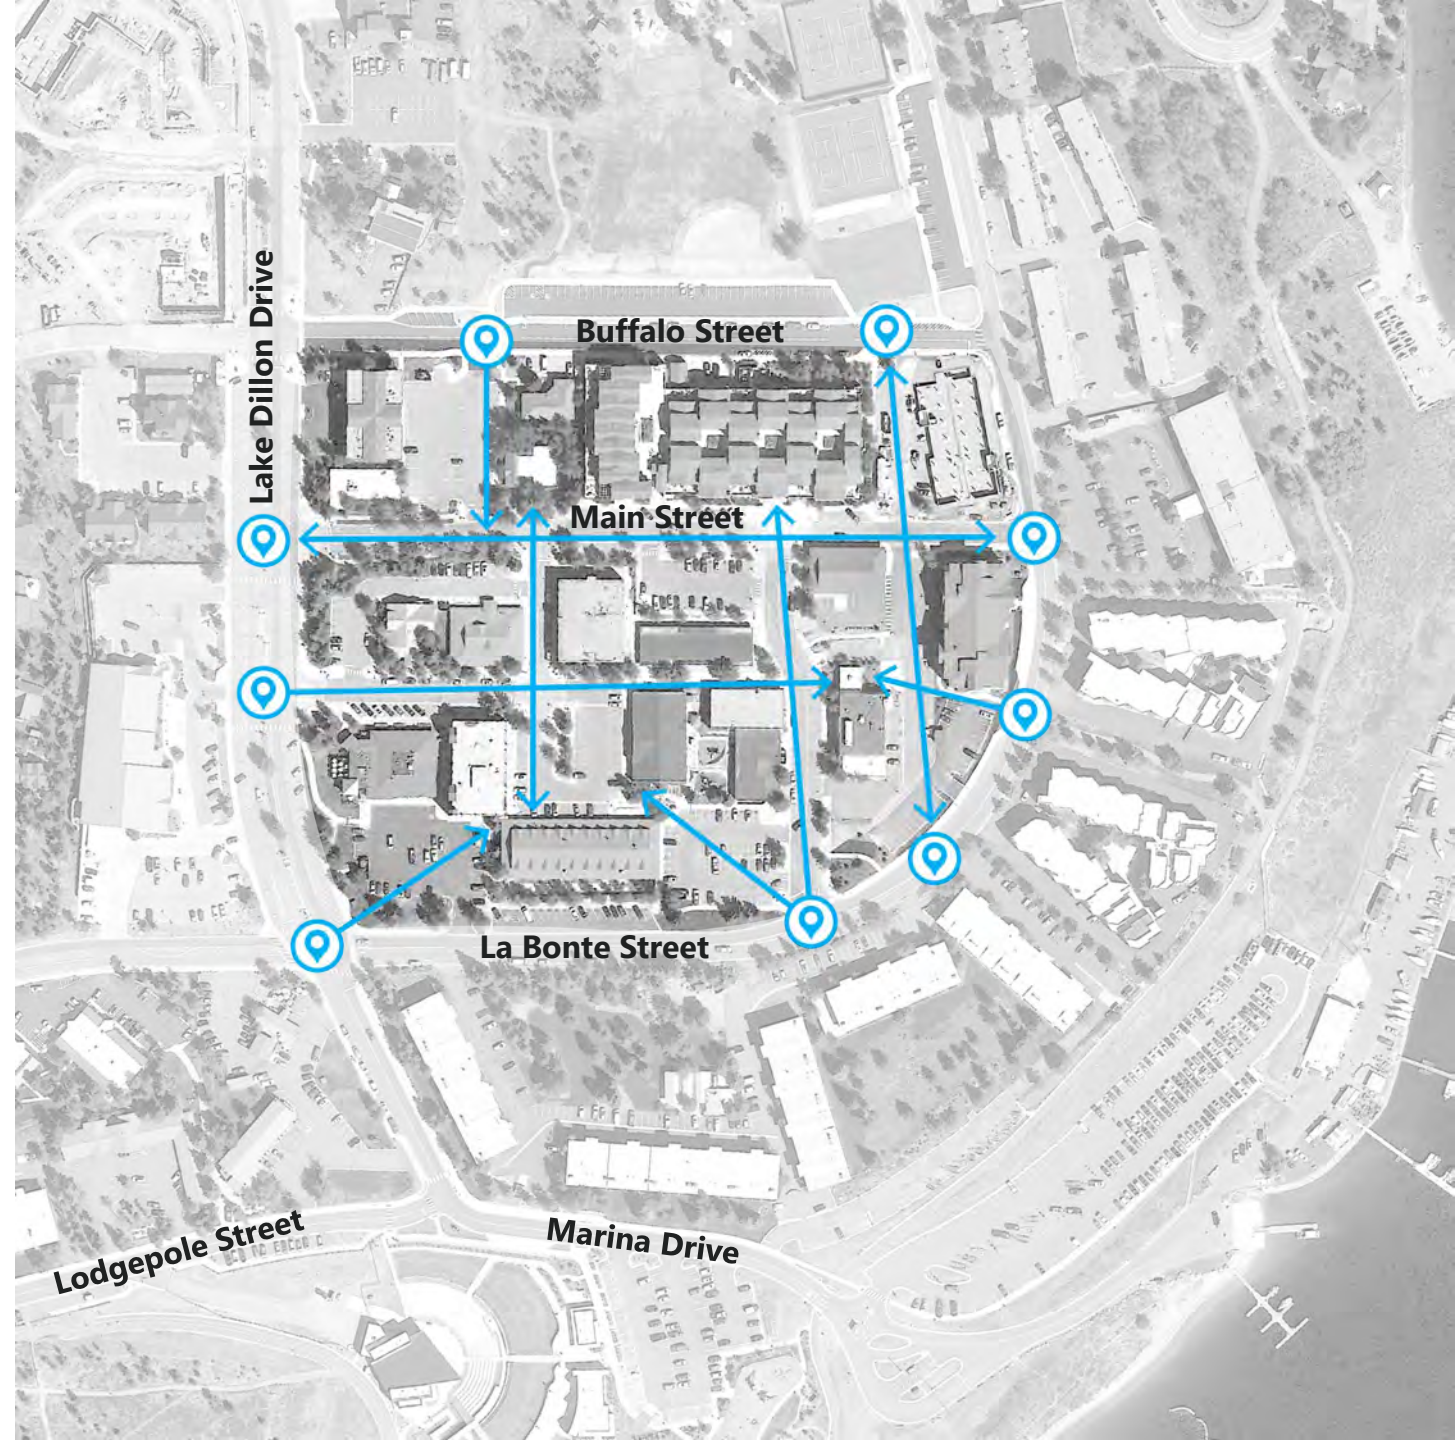 Buffalo Street
Lake Dillon Drive
Main Street
La Bonte Street
Lodgepole Street
Marina Drive